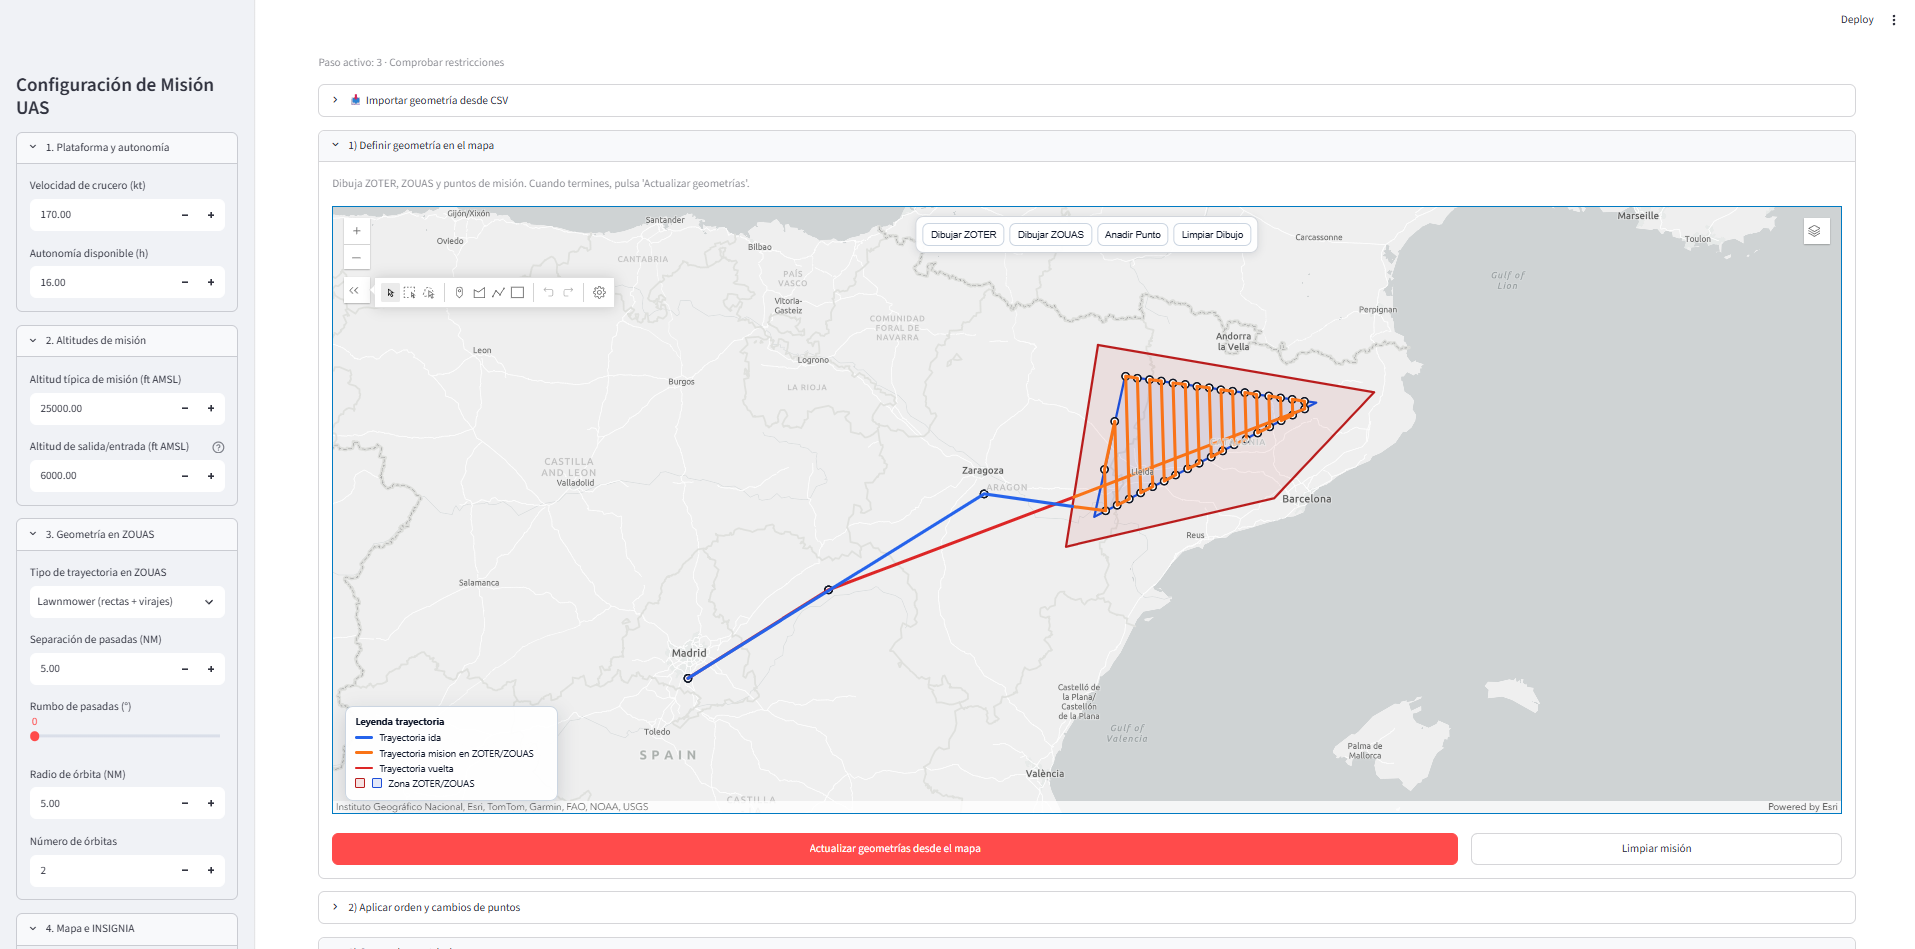 Deploy
Configuración de Misión
UAS
1. Plataforma y autonomía
Velocidad de crucero (kt)
170.00
Autonomía disponible (h)
16.00
2. Altitudes de misión
Altitud típica de misión (ft AMSL)
25000.00
Altitud de salida/entrada (ft AMSL)
6000.00
3. Geometría en ZOUAS
Tipo de trayectoria en ZOUAS
Lawnmower (rectas + virajes)
Separación de pasadas (NM)
5.00
Rumbo de pasadas (°)
0
Radio de órbita (NM)
5.00
Número de órbitas
2
4. Mapa e INSIGNIA
Paso activo: 3 · Comprobar restricciones
Importar geometría desde CSV
1) Definir geometría en el mapa
Dibuja ZOTER, ZOUAS y puntos de misión. Cuando termines, pulsa 'Actualizar geometrías'.
Dibujar ZOTER
Dibujar ZOUAS
Anadir Punto
Limpiar Dibujo
Gijón/Xixón
Santander
Oviedo
Bilbao
CANTABRIA
PAÍS
VASCO
Vitoria-
Gasteiz
COMUNIDAD
FORAL DE
NAVARRA
Leon
Logrono
Burgos
LA RIOJA
Carcassonne
Marseille
Toulon
Gulf of
Lion
Perpignan
Andorra
la Vella
CASTILLA
AND LEON
Valladolid
Zaragoza
ARAGON
Lleida
Barcelona
Reus
Salamanca
Madrid
Toledo
SPAIN
Castelló de
la Plana/
Castellón
de la Plana
Gulf of
Valencia
Palma de
Mallorca
València
Leyenda trayectoria
Trayectoria ida
Trayectoria mision en ZOTER/ZOUAS
Trayectoria vuelta
Zona ZOTER/ZOUAS
Instituto Geográfico Nacional, Esri, TomTom, Garmin, FAO, NOAA, USGS
Powered by Esri
Actualizar geometrías desde el mapa
Limpiar misión
2) Aplicar orden y cambios de puntos